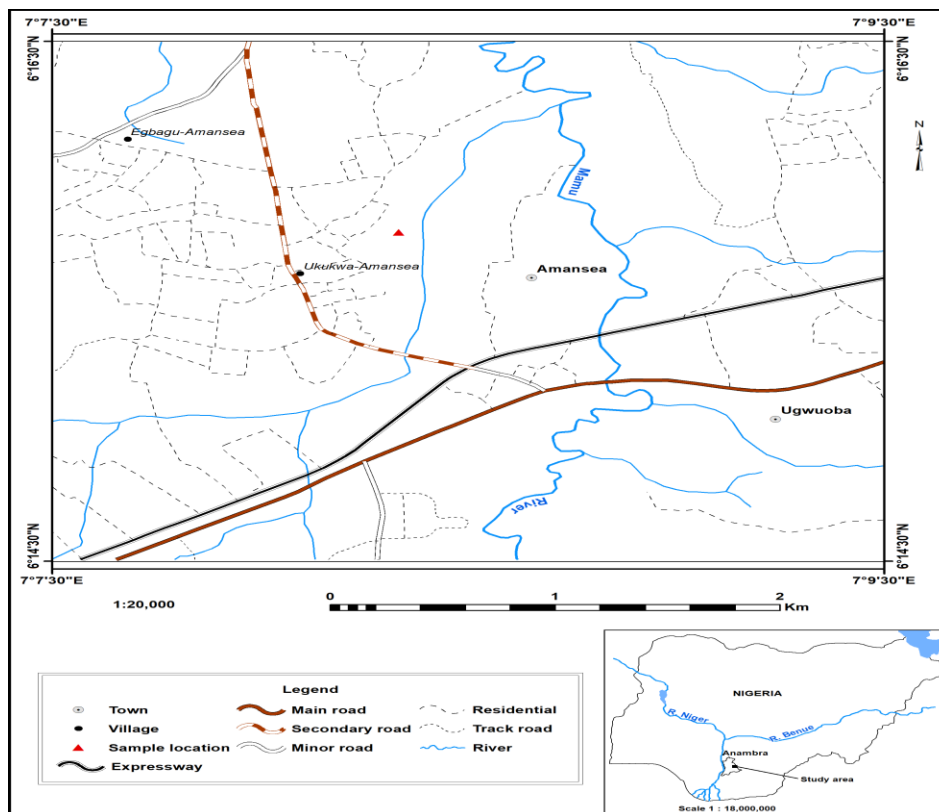 7°7'30"E
7°9'30"E
6°16'30"N
6°16'30"N
Egbagu-Amansea
N
Mamu
Ukukwa-Amansea
Amansea
Ugwuoba
River
6°14'30"N
6°14'30"N
7°7'30"E
7°9'30"E
1:20,000
0 1 2
Km
Legend
Town
Village
Sample location
Expressway
Main road
Secondary road
Minor road
Residential
Track road
River
NIGERIA
R. Niger
R. Benue
Anambra
Study area
Scale 1 : 18,000,000